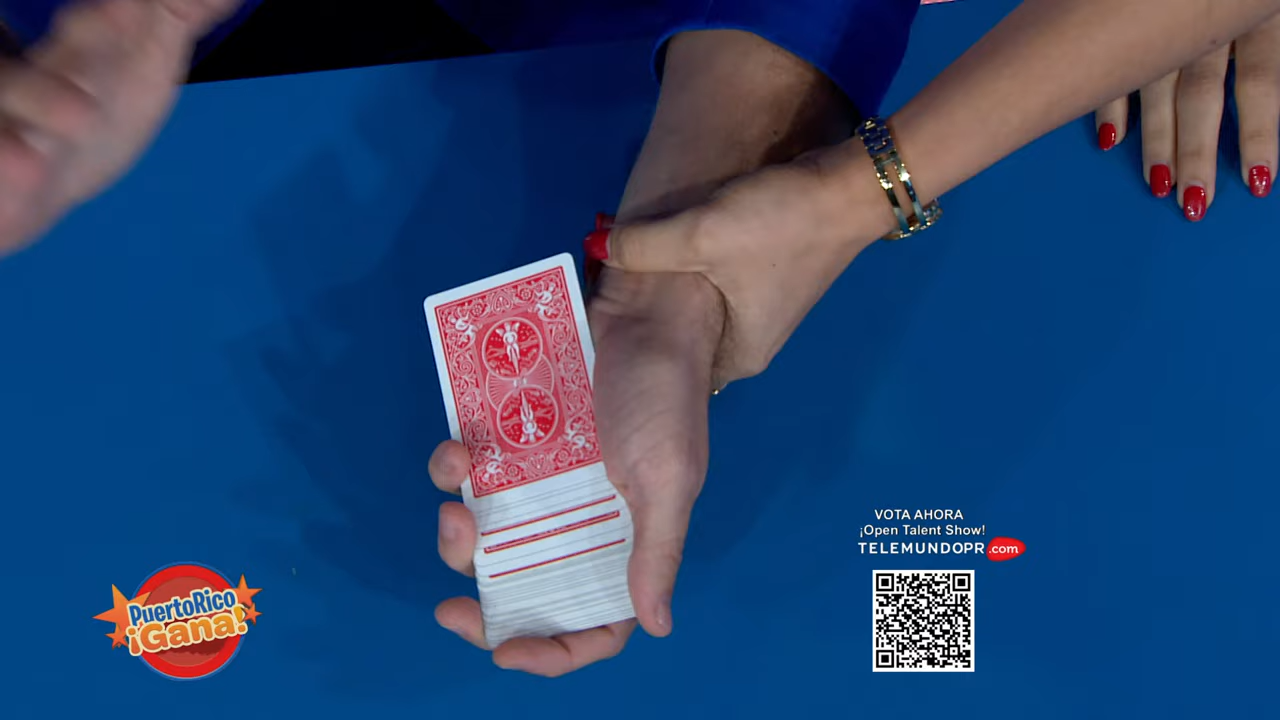 VOTA AHORA
¡Open Talent Show!
TELEMUNDOPR.com
PuertoRico
¡Gana!